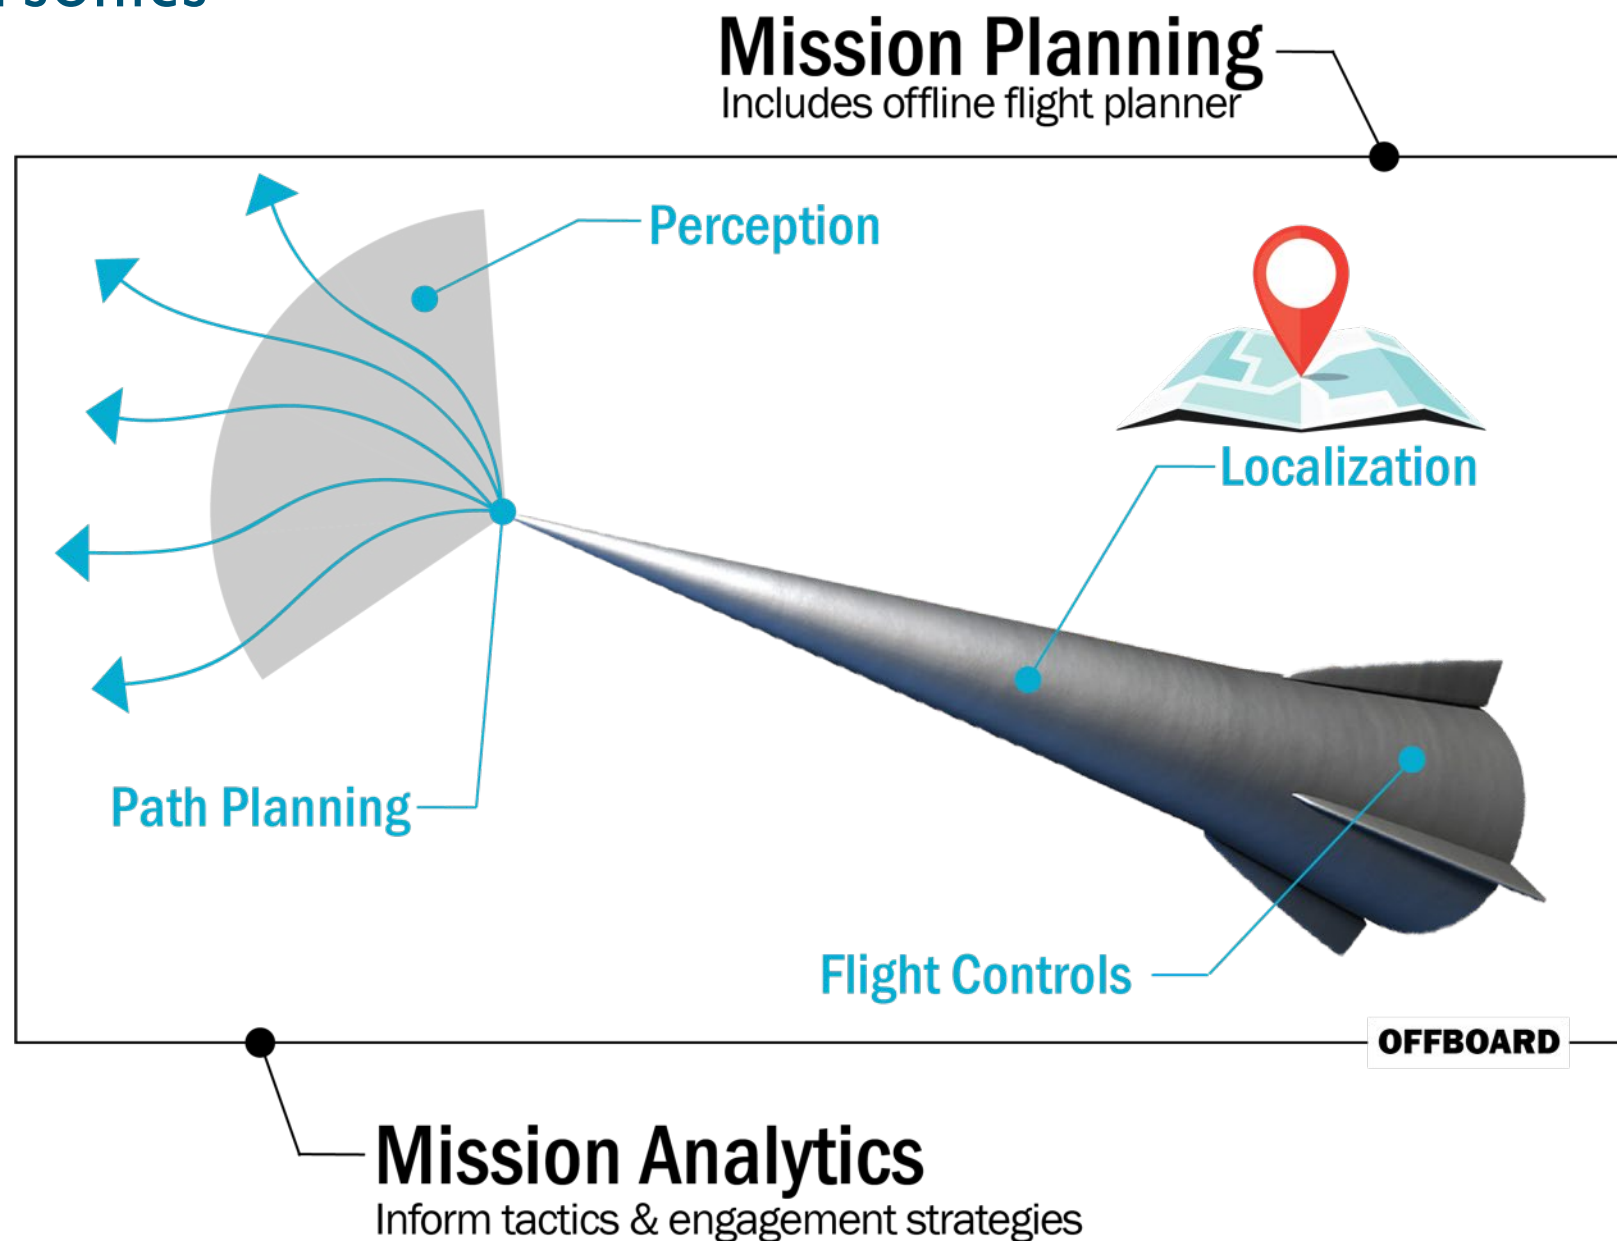 Mission Planning
Includes offline flight planner
Perception
Localization
Path Planning
Flight Controls
OFFBOARD
Mission Analytics
Inform tactics & engagement strategies